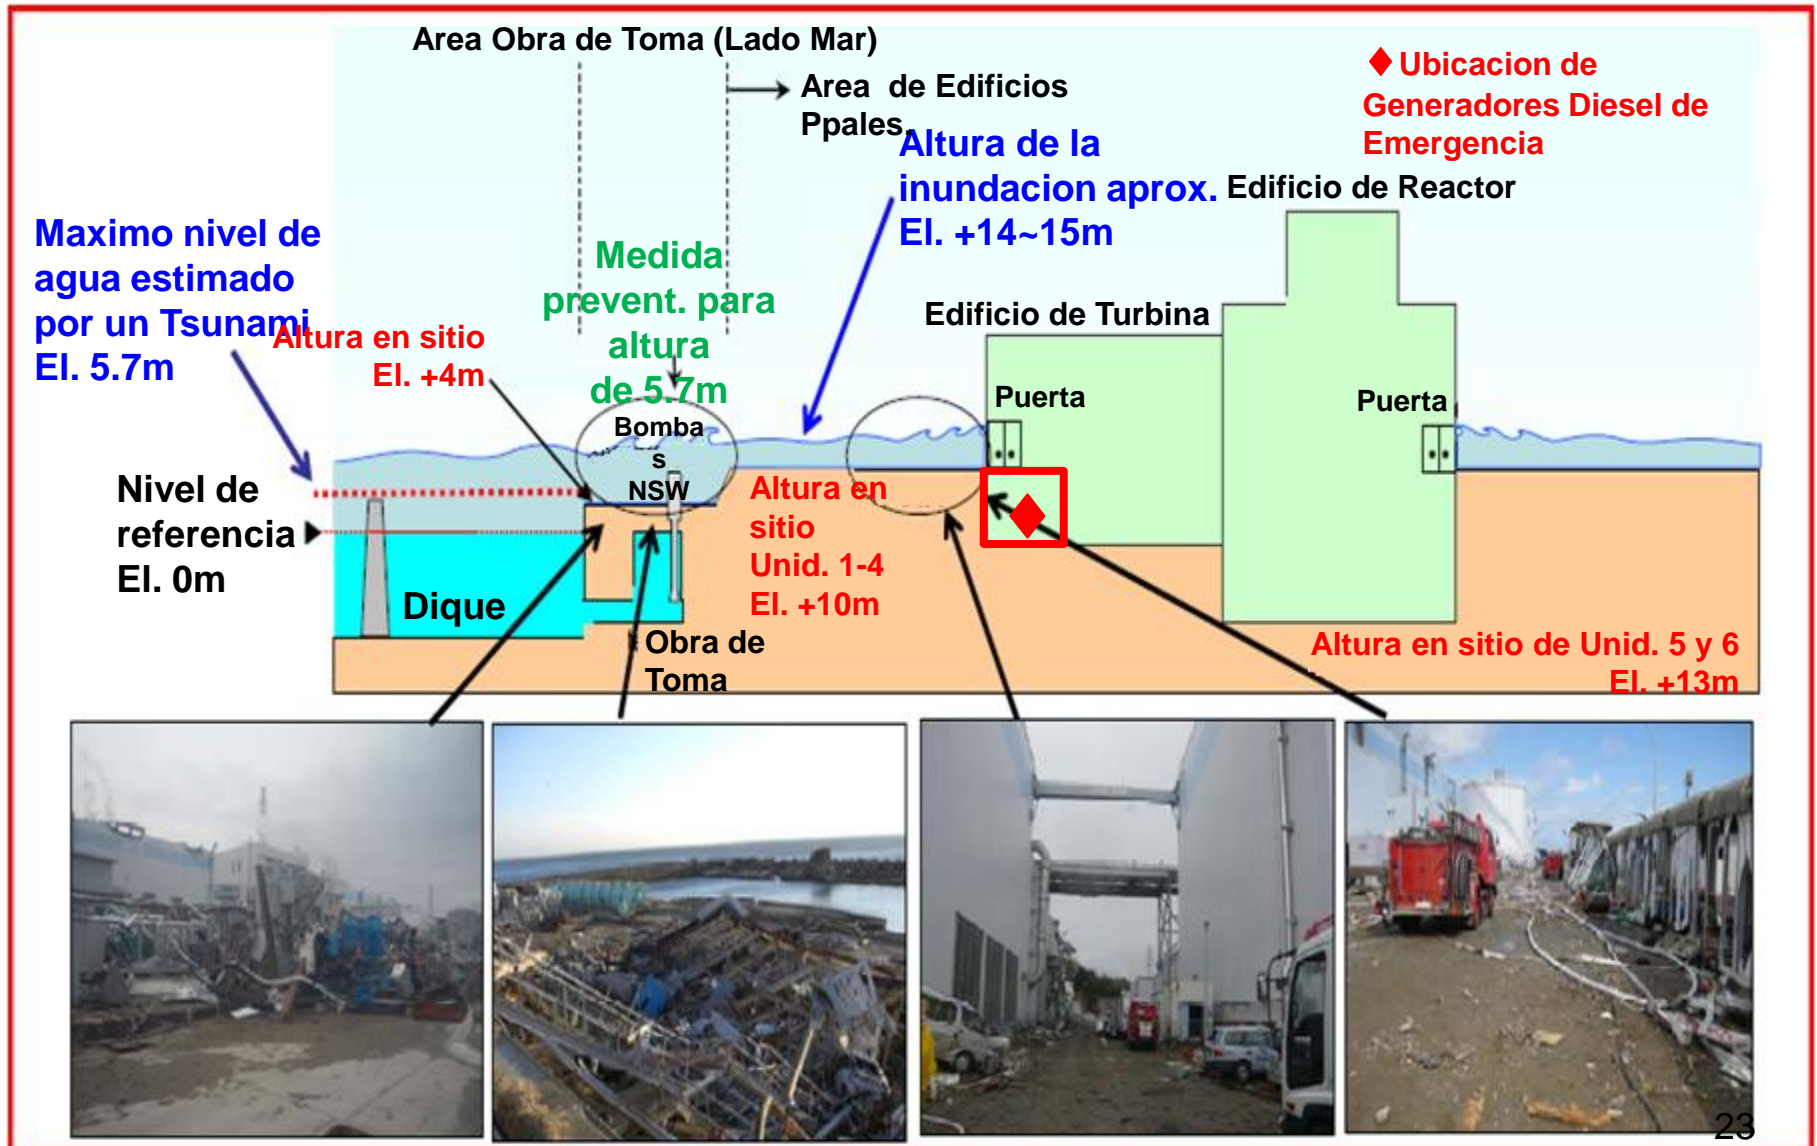 Area Obra de Toma (Lado Mar)
Area  de Edificios
Ppales.
Ubicacion de
Generadores Diesel de
Emergencia
Altura de la
inundacion aprox.
El. +14~15m
Edificio de Reactor
Maximo nivel de
agua estimado
por un Tsunami
El. 5.7m
Medida
prevent. para
altura
de 5.7m
Edificio de Turbina
Altura en sitio
El. +4m
Puerta
Puerta
Bomba
s
NSW
Nivel de
referencia
El. 0m
Altura en
sitio
Unid. 1-4
El. +10m
Dique
Obra de
Toma
Altura en sitio de Unid. 5 y 6
El. +13m
23